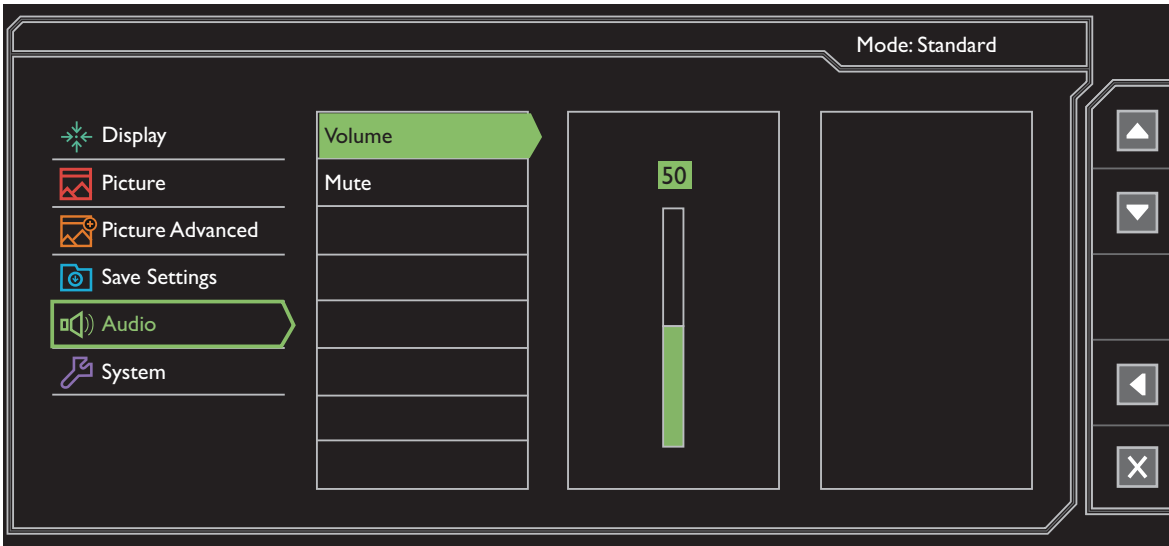 Mode: Standard
Display
Picture
Picture Advanced
Save Settings
Audio
System
Volume
Mute
50
X